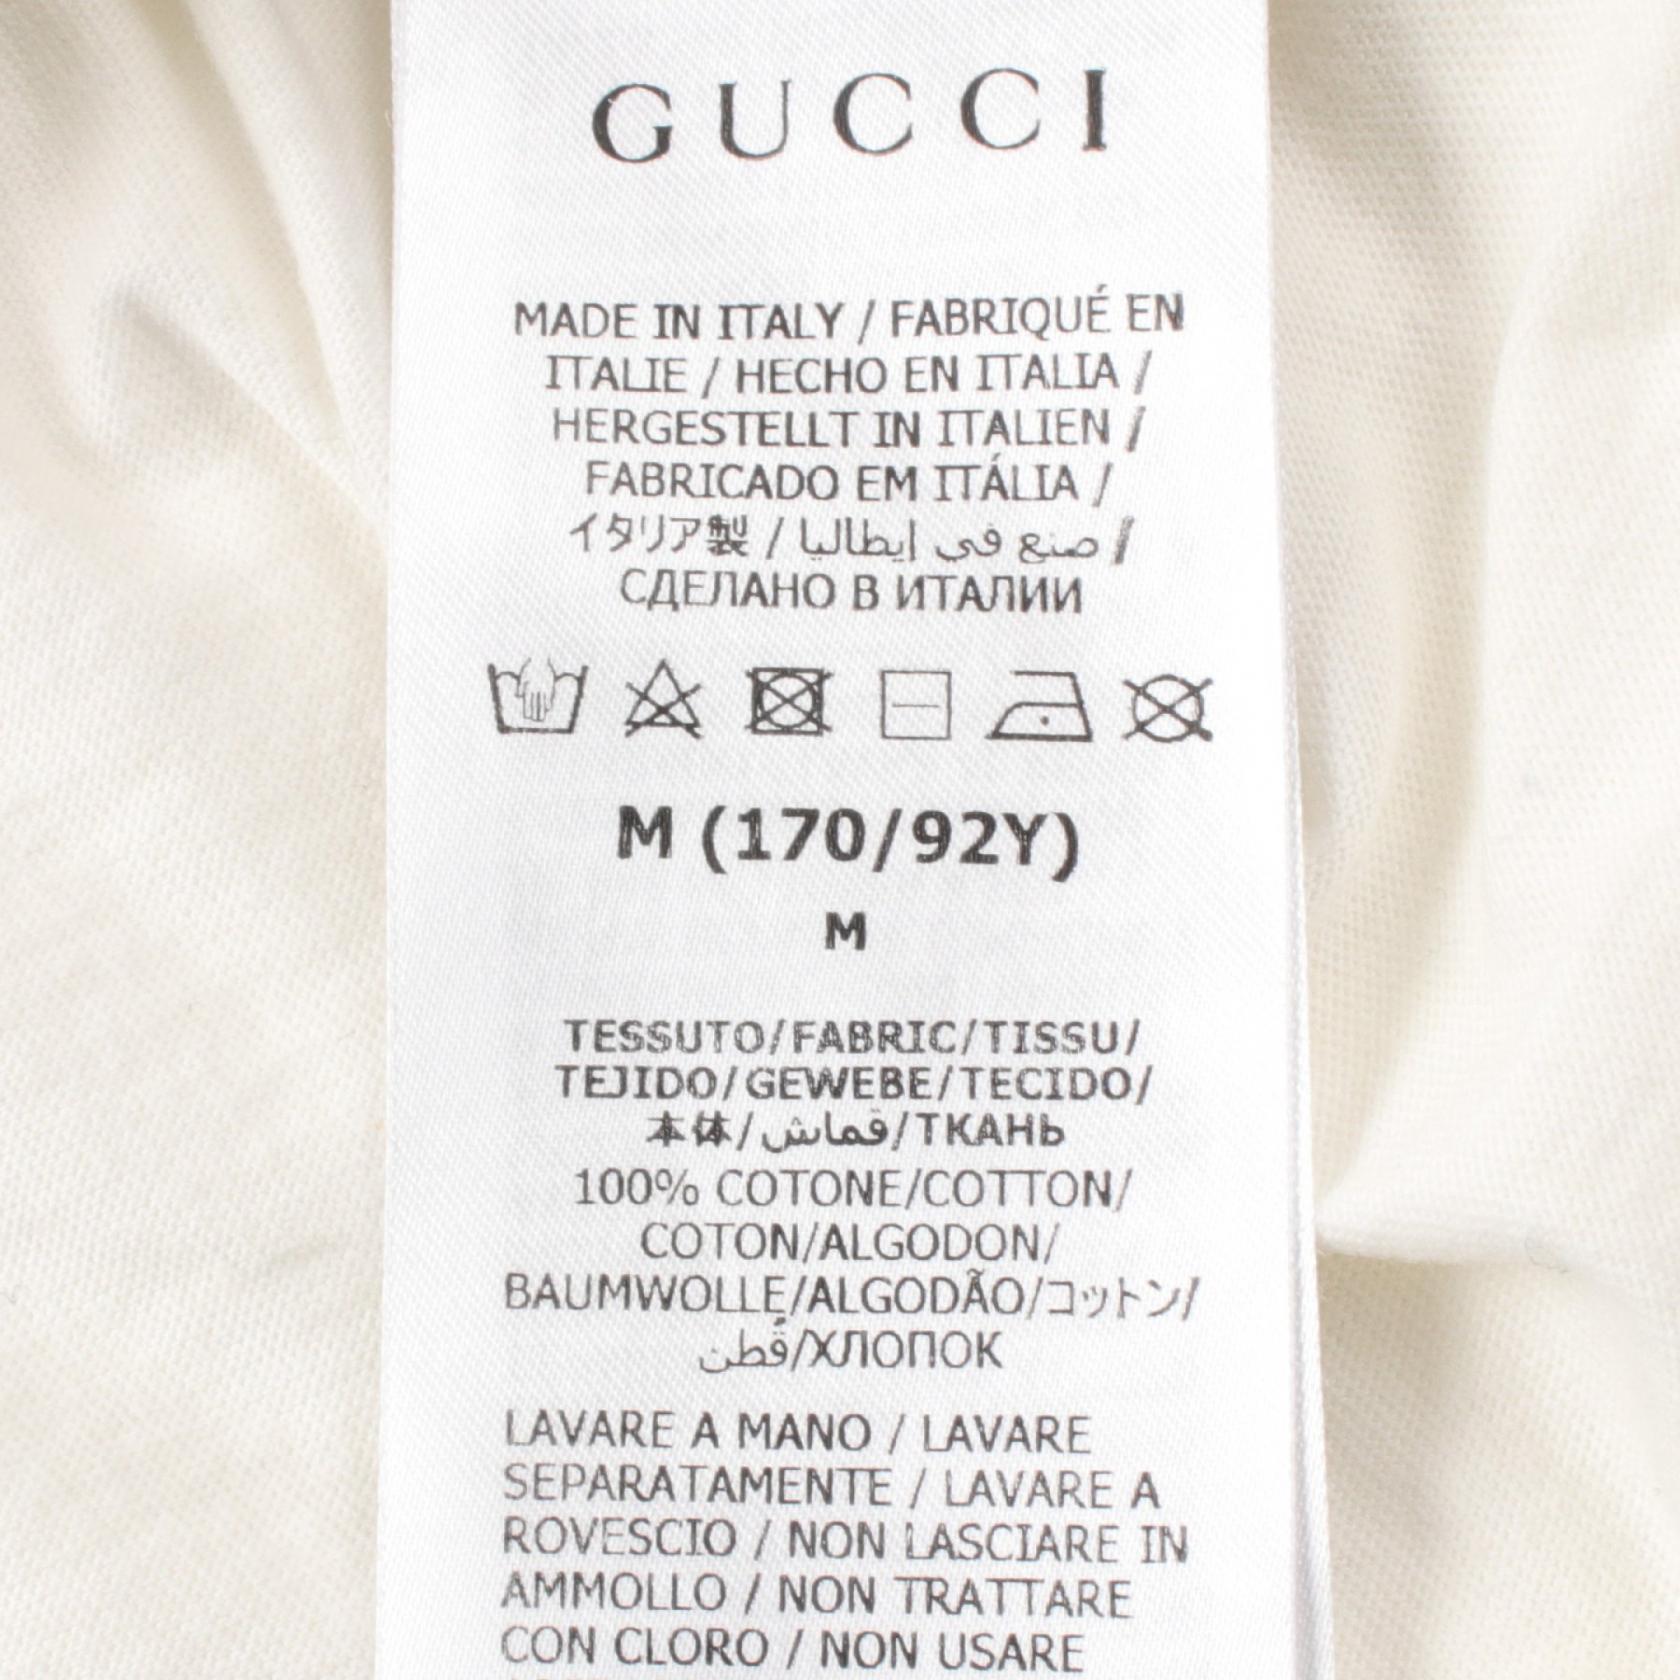 GUCCI
MADE IN ITALY / FABRIQUÉ EN
ITALIE / HECHO EN ITALIA /
HERGESTELLT IN ITALIEN /
FABRICADO EM ITÁLIA /
イタリア製 / صنع في إيطاليا /
СДЕЛАНО В ИТАЛИИ
M (170/92Y)
M
TESSUTO/FABRIC/TISSU/
TEJIDO/GEWEBE/TECIDO/
本体/قماش/ТКАНЬ
100% COTONE/COTTON/
COTON/ALGODON/
BAUMWOLLE/ALGODÃO/コットン/
قُطن/ХЛОПОК
LAVARE A MANO / LAVARE
SEPARATAMENTE / LAVARE A
ROVESCIO / NON LASCIARE IN
AMMOLLO / NON TRATTARE
CON CLORO / NON USARE